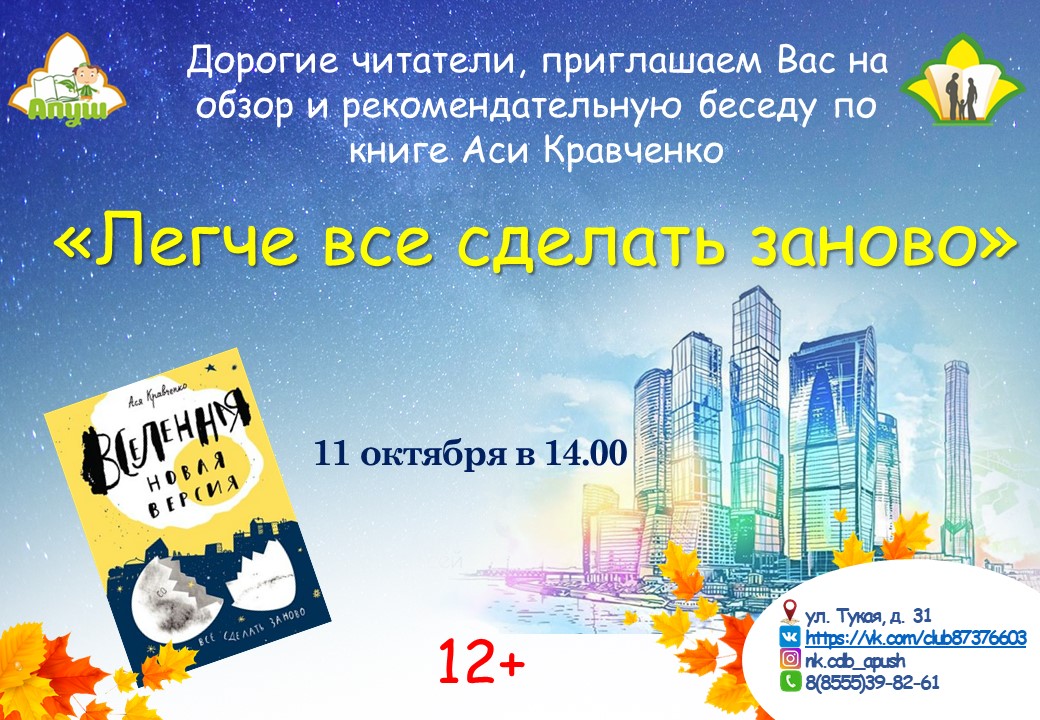 Дорогие читатели, приглашаем Вас на
обзор и рекомендательную беседу по
книге Аси Кравченко
Апуш
«Легче все сделать заново»
Ася Кравченко
ВСЕЛЕННАЯ
НОВАЯ
ВЕРСИЯ
ВСЕ СДЕЛАТЬ ЗАНОВО
11 октября в 14.00
12+
ул. Тукая, д. 31
https://vk.com/club87376603
nk.cdb_apush
8(8555)39-82-61